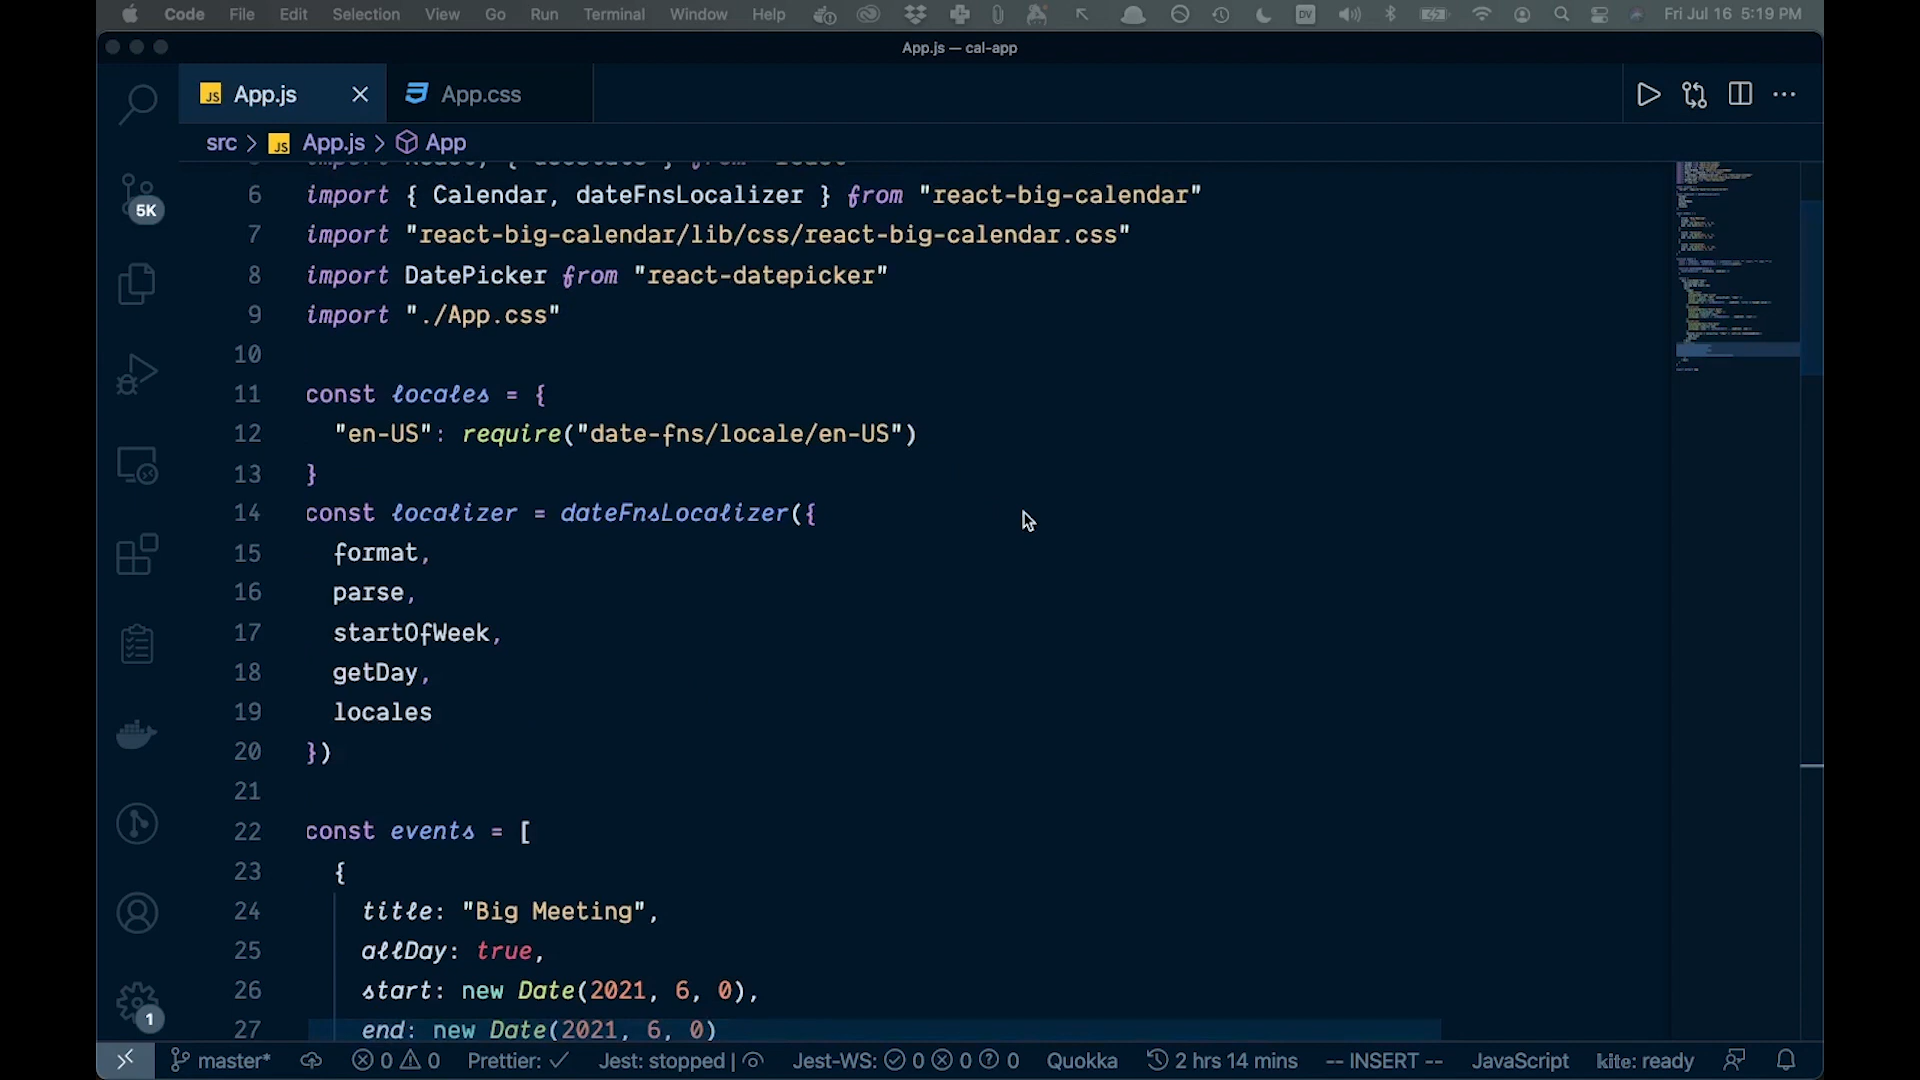 Code File Edit Selection View Go Run Terminal Window Help DV Fri Jul 16 5:19 PM
App.js — cal-app
JS App.js App.css
src > JS App.js > App
6 import { Calendar, dateFnsLocalizer } from "react-big-calendar"
7 import "react-big-calendar/lib/css/react-big-calendar.css"
8 import DatePicker from "react-datepicker"
9 import "./App.css"
10
11 const locales = {
12 "en-US": require("date-fns/locale/en-US")
13 }
14 const localizer = dateFnsLocalizer({
15 format,
16 parse,
17 startOfWeek,
18 getDay,
19 locales
20 })
21
22 const events = [
23 {
24 title: "Big Meeting",
25 allDay: true,
26 start: new Date(2021, 6, 0),
27 end: new Date(2021, 6, 0)
5K
1
master* 0 0 Prettier: ✓ Jest: stopped | Jest-WS: 0 0 0 Quokka 2 hrs 14 mins -- INSERT -- JavaScript kite: ready